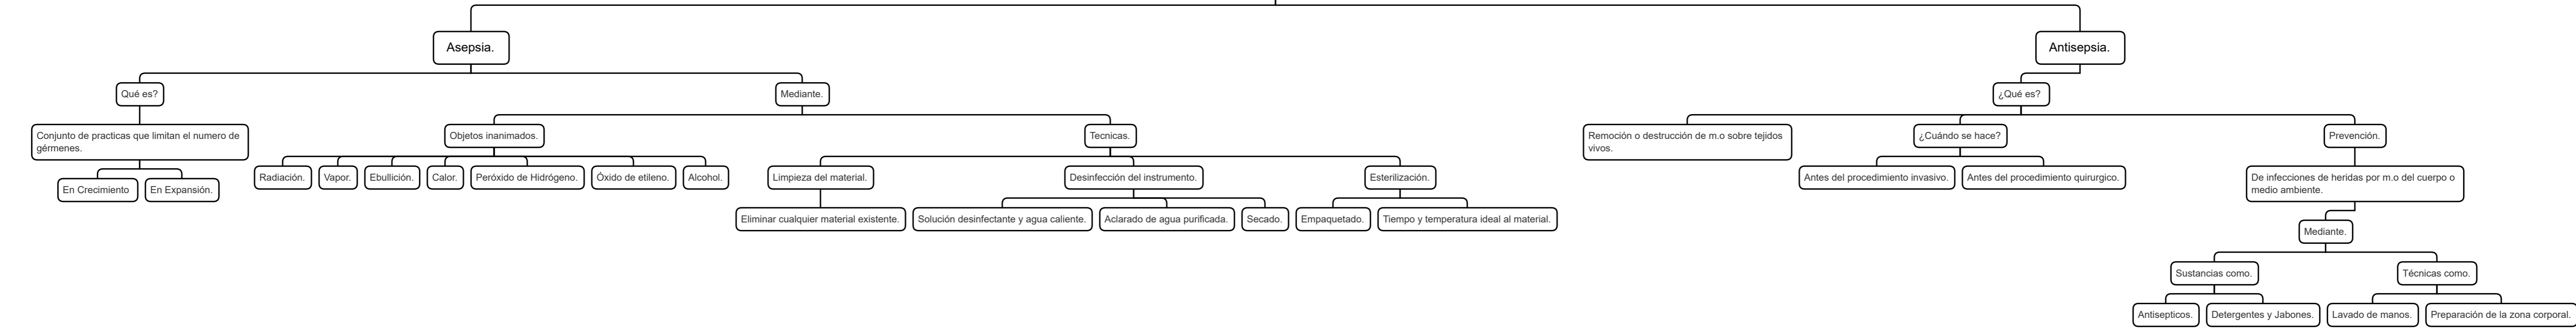 Asepsia.
Antisepsia.
Qué es?
Mediante.
¿Qué es?
Conjunto de practicas que limitan el numero de
gérmenes.
Objetos inanimados.
Tecnicas.
Remoción o destrucción de m.o sobre tejidos
vivos.
¿Cuándo se hace?
Prevención.
En Crecimiento
En Expansión.
Radiación.
Vapor.
Ebullición.
Calor.
Peróxido de Hidrógeno.
Óxido de etileno.
Alcohol.
Limpieza del material.
Desinfección del instrumento.
Esterilización.
Antes del procedimiento invasivo.
Antes del procedimiento quirurgico.
De infecciones de heridas por m.o del cuerpo o
medio ambiente.
Eliminar cualquier material existente.
Solución desinfectante y agua caliente.
Aclarado de agua purificada.
Secado.
Empaquetado.
Tiempo y temperatura ideal al material.
Mediante.
Sustancias como.
Técnicas como.
Antisepticos.
Detergentes y Jabones.
Lavado de manos.
Preparación de la zona corporal.